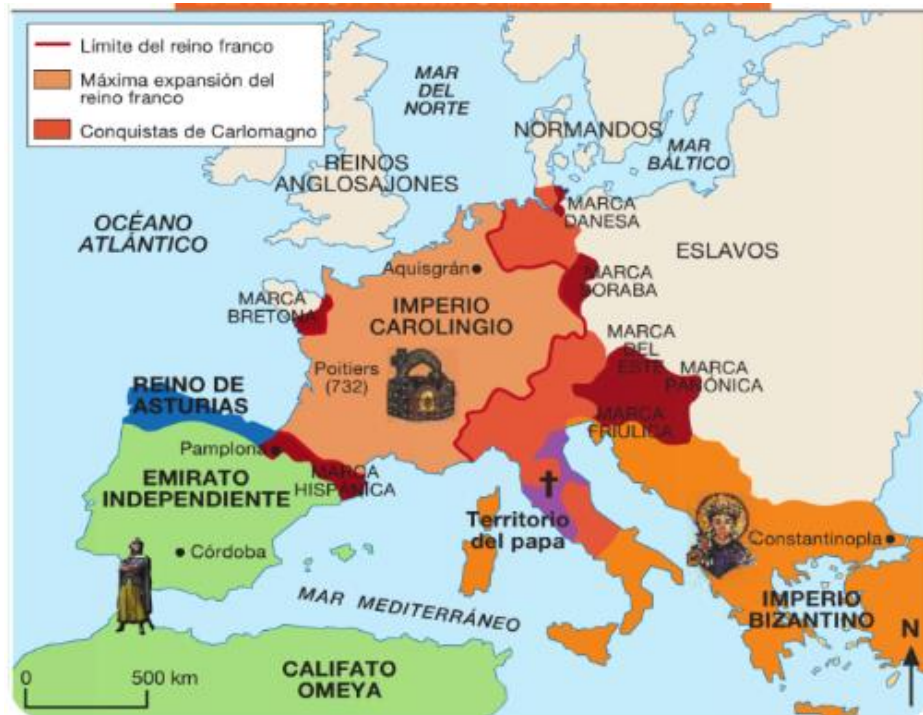 Límite del reino franco
Máxima expansión del
reino franco
Conquistas de Carlomagno
MAR
DEL
NORTE
NORMANDOS
MAR
BÁLTICO
REINOS
ANGLOSAJONES
OCÉANO
ATLÁNTICO
MARCA
DANESA
ESLAVOS
Aquisgrán
MARCA
SORABA
MARCA
BRETONA
IMPERIO
CAROLINGIO
MARCA
DEL
ESTE
MARCA
PANÓNICA
Poitiers
(732)
REINO DE
ASTURIAS
MARCA
FRIULICA
Pamplona
MARCA
HISPÁNICA
EMIRATO
INDEPENDIENTE
Territorio
del papa
Córdoba
Constantinopla
MAR MEDITERRÁNEO
IMPERIO
BIZANTINO
N
CALIFATO
OMEYA
0
500 km